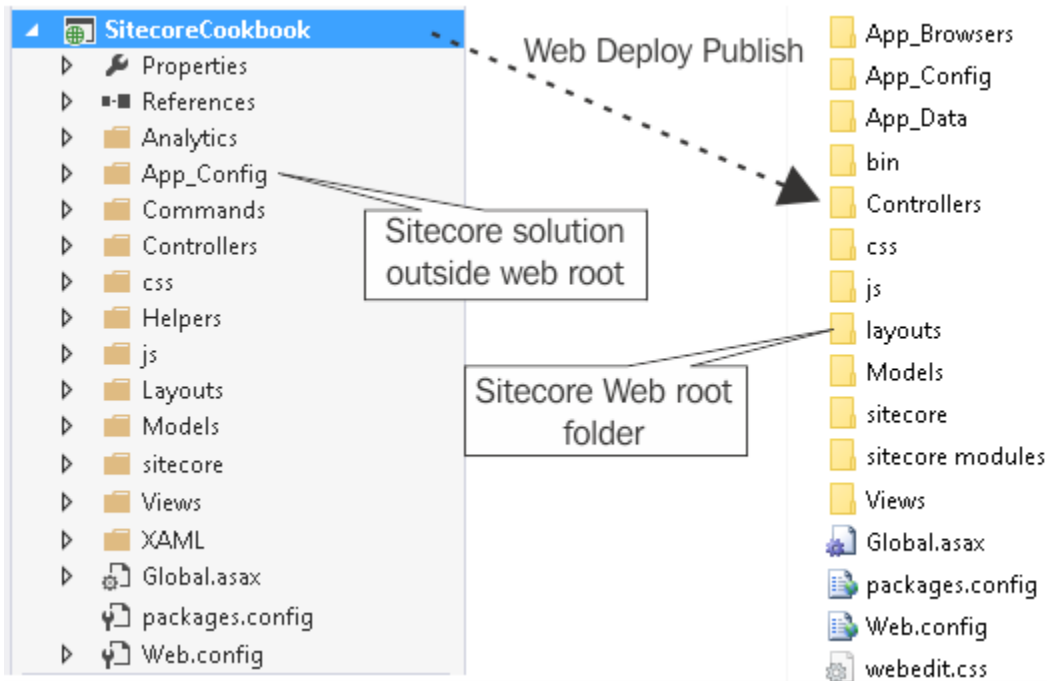 SitecoreCookbook
Properties
References
Analytics
App_Config
Commands
Controllers
css
Helpers
js
Layouts
Models
sitecore
Views
XAML
Global.asax
packages.config
Web.config
Web Deploy Publish
Sitecore solution
outside web root
Sitecore Web root
folder
App_Browsers
App_Config
App_Data
bin
Controllers
css
js
layouts
Models
sitecore
sitecore modules
Views
Global.asax
packages.config
Web.config
webedit.css